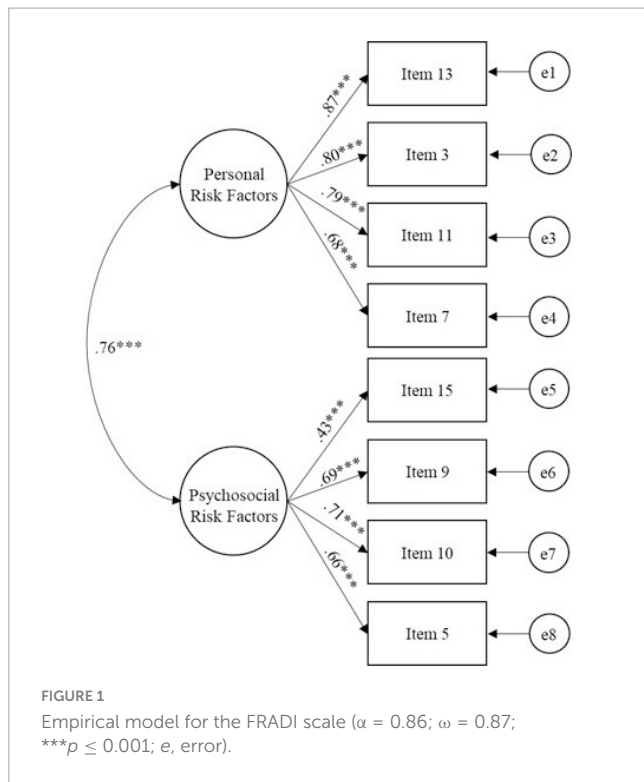 Item 13
e1
.87***
Item 3
e2
.80***
Personal
Risk Factors
.79***
Item 11
e3
.68***
Item 7
e4
.76***
Item 15
e5
.43***
Item 9
e6
.69***
Psychosocial
Risk Factors
.71***
Item 10
e7
.66***
Item 5
e8
FIGURE 1
Empirical model for the FRADI scale (α = 0.86; ω = 0.87;
***p ≤ 0.001; e, error).